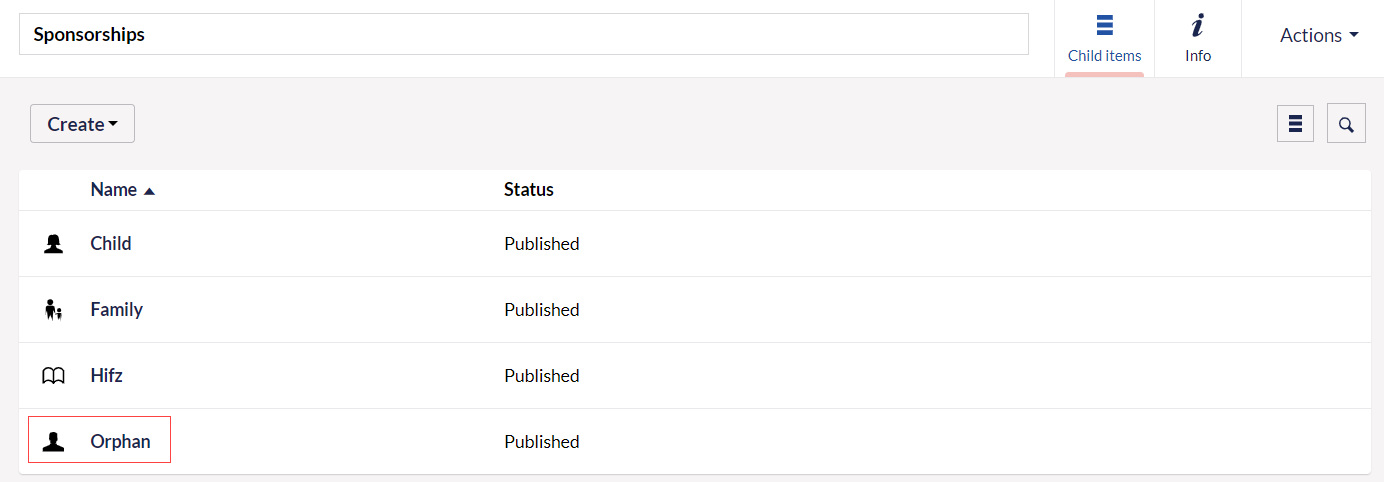 Sponsorships
Child items
Info
Actions
Create
Name Status
Child Published
Family Published
Hifz Published
Orphan Published